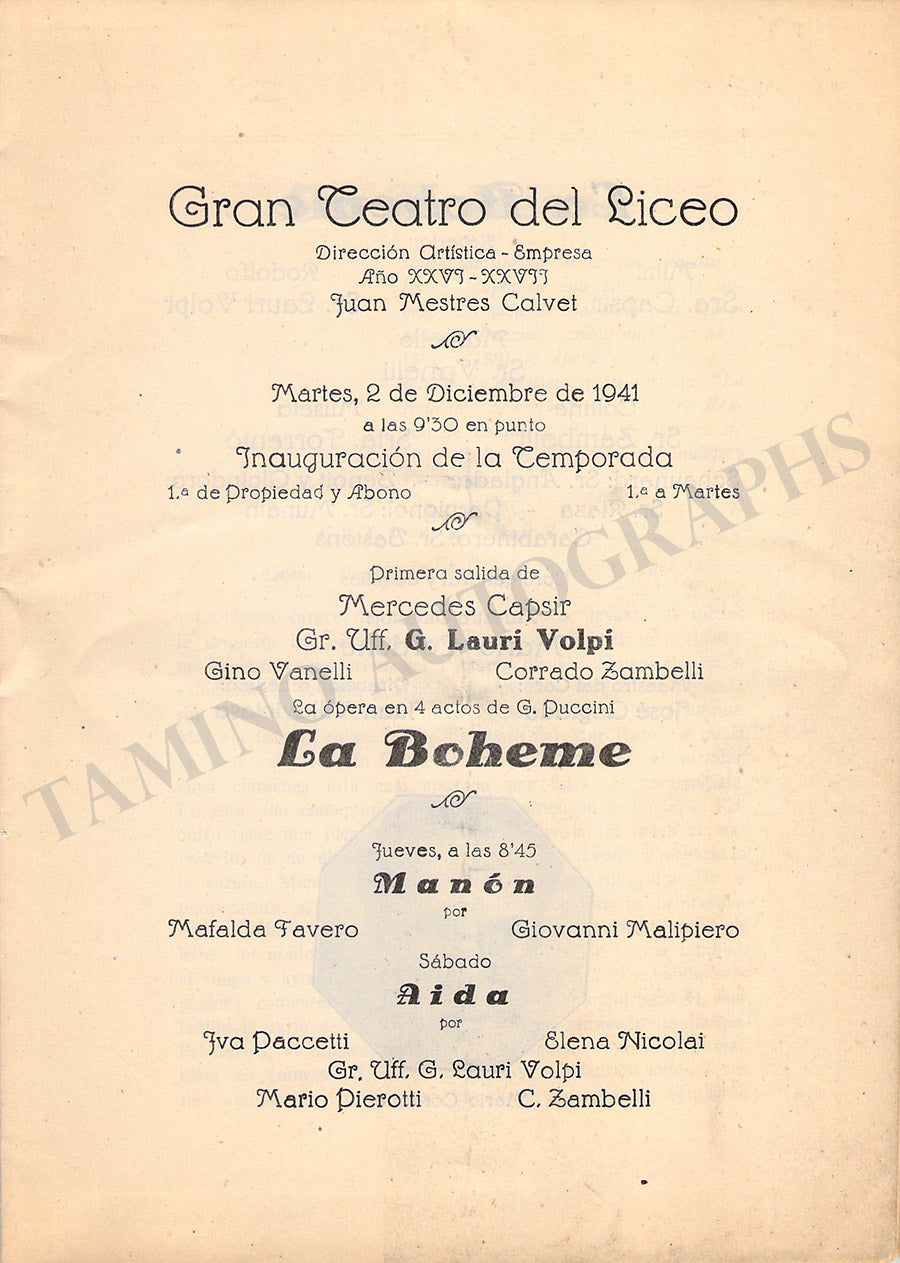 Gran Teatro del Liceo
Dirección Artística - Empresa
Año XXVI - XXVII
Juan Mestres Calvet
Martes, 2 de Diciembre de 1941
a las 9'30 en punto
Inauguración de la Temporada
1.ª de Propiedad y Abono 1.ª a Martes
Primera salida de
Mercedes Capsir
Gr. Uff. G. Lauri Volpi
Gino Vanelli Corrado Zambelli
La ópera en 4 actos de G. Puccini
La Boheme
Jueves, a las 8'45
Manón
por
Mafalda Favero Giovanni Malipiero
Sábado
Aida
por
Iva Paccetti Elena Nicolai
Gr. Uff. G. Lauri Volpi
Mario Pierotti C. Zambelli
TAMINO AUTOGRAPHS